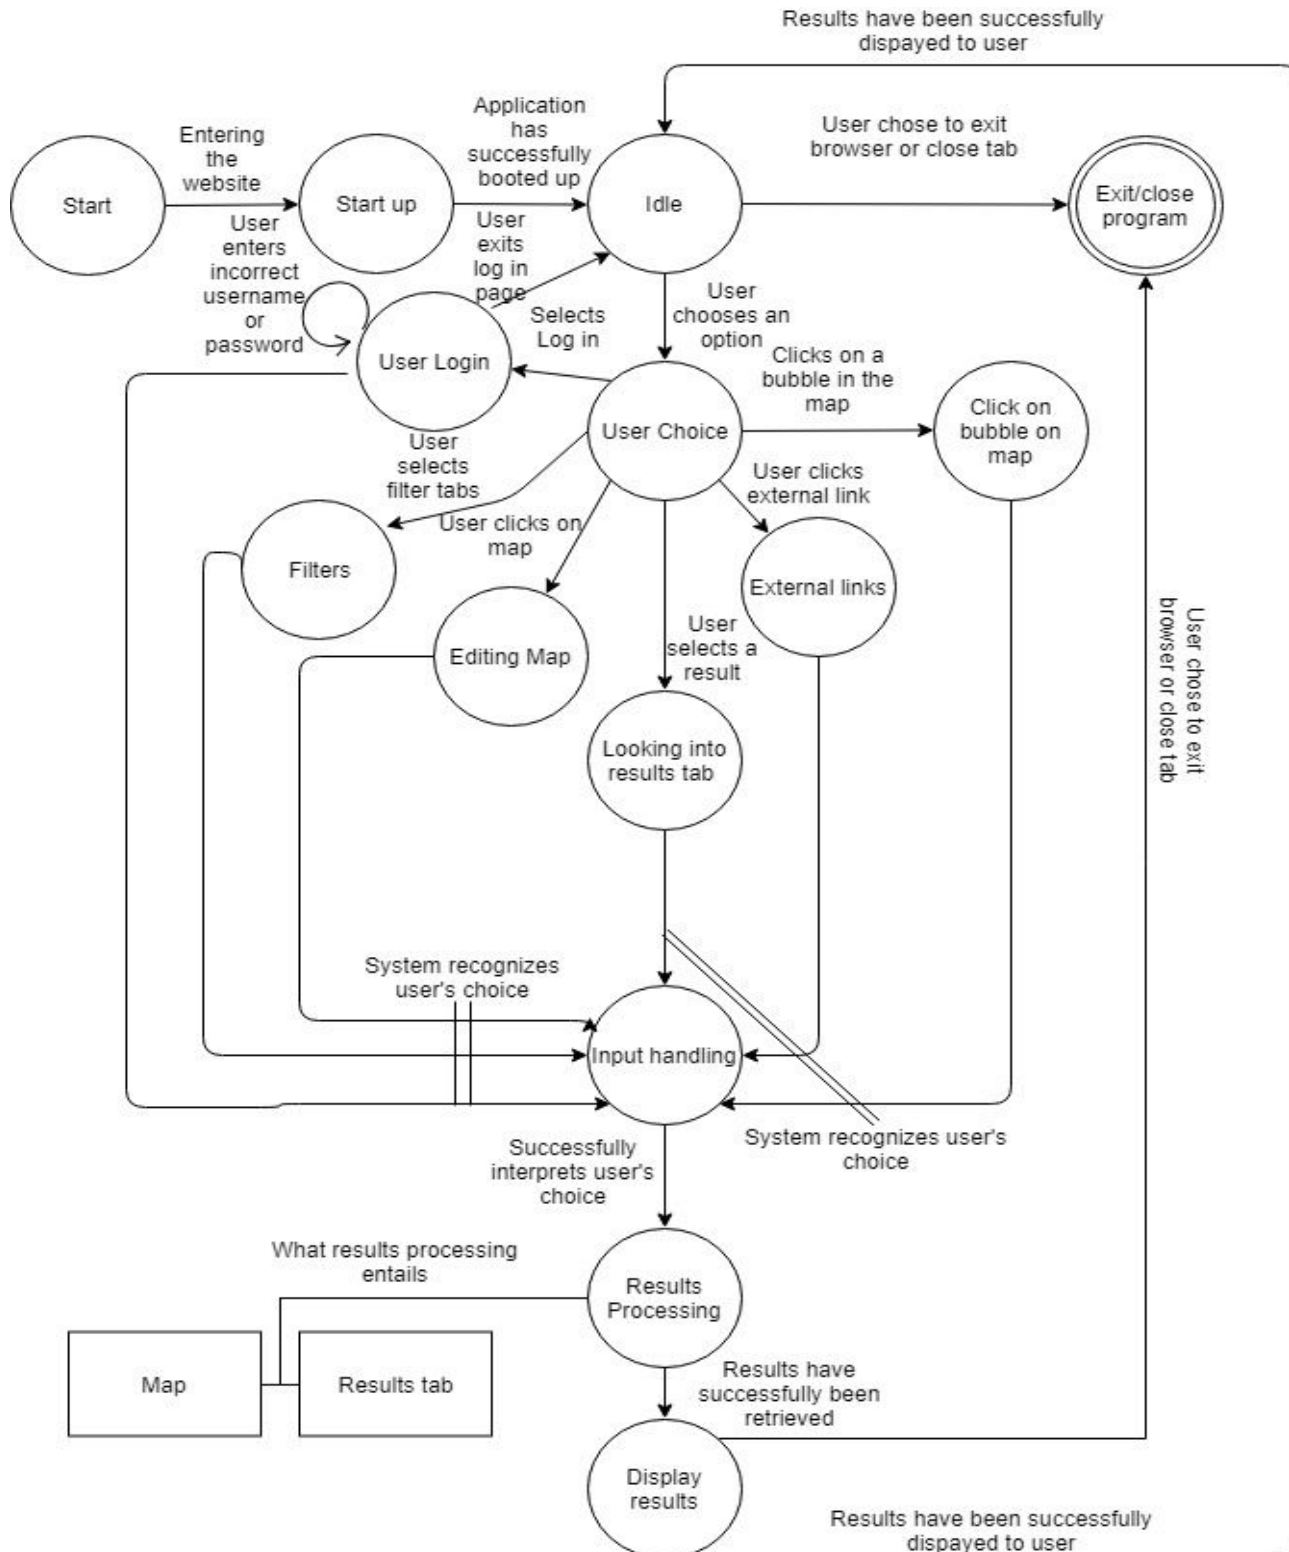 Results have been successfully
dispayed to user
Application
has
successfully
booted up
Entering
the
website
User chose to exit
browser or close tab
Start
Start up
Idle
Exit/close
program
User
enters
incorrect
username
or
password
User
exits
log in
page
Selects
Log in
User
chooses an
option
User Login
Clicks on a
bubble in the
map
User Choice
Click on
bubble on
map
User
selects
filter tabs
User clicks
external link
User clicks on
map
Filters
External links
Editing Map
User
selects a
result
User chose to exit
browser or close tab
Looking into
results tab
System recognizes
user's choice
Input handling
System recognizes user's
choice
Successfully
interprets user's
choice
What results processing
entails
Results
Processing
Map
Results tab
Results have
successfully been
retrieved
Display
results
Results have been successfully
dispayed to user